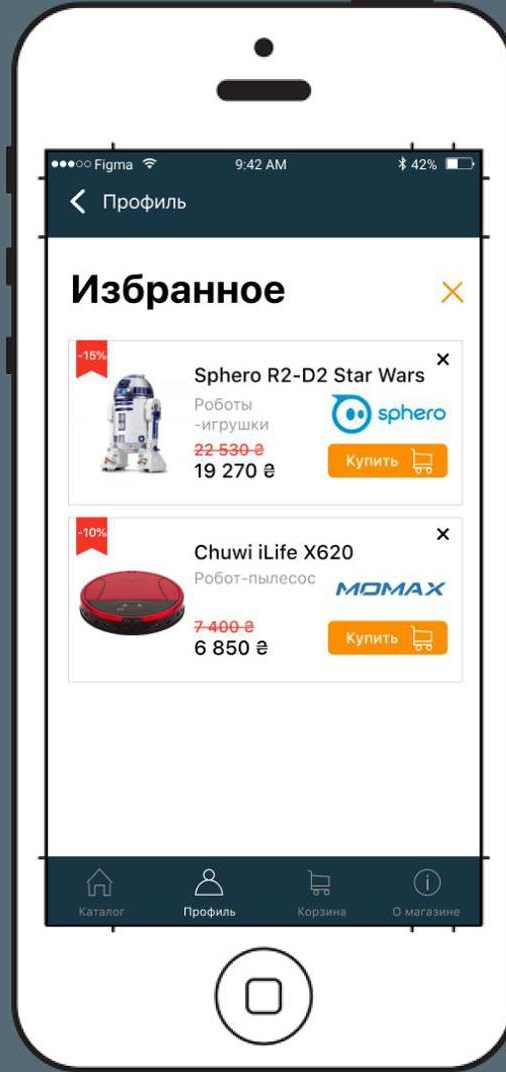 Figma 9:42 AM 42%
Профиль
Избранное
-15%
Sphero R2-D2 Star Wars
Роботы
-игрушки
sphero
22 530 ₴
19 270 ₴
Купить
-10%
Chuwi iLife X620
Робот-пылесос
MOMAX
7 400 ₴
6 850 ₴
Купить
Каталог Профиль Корзина О магазине